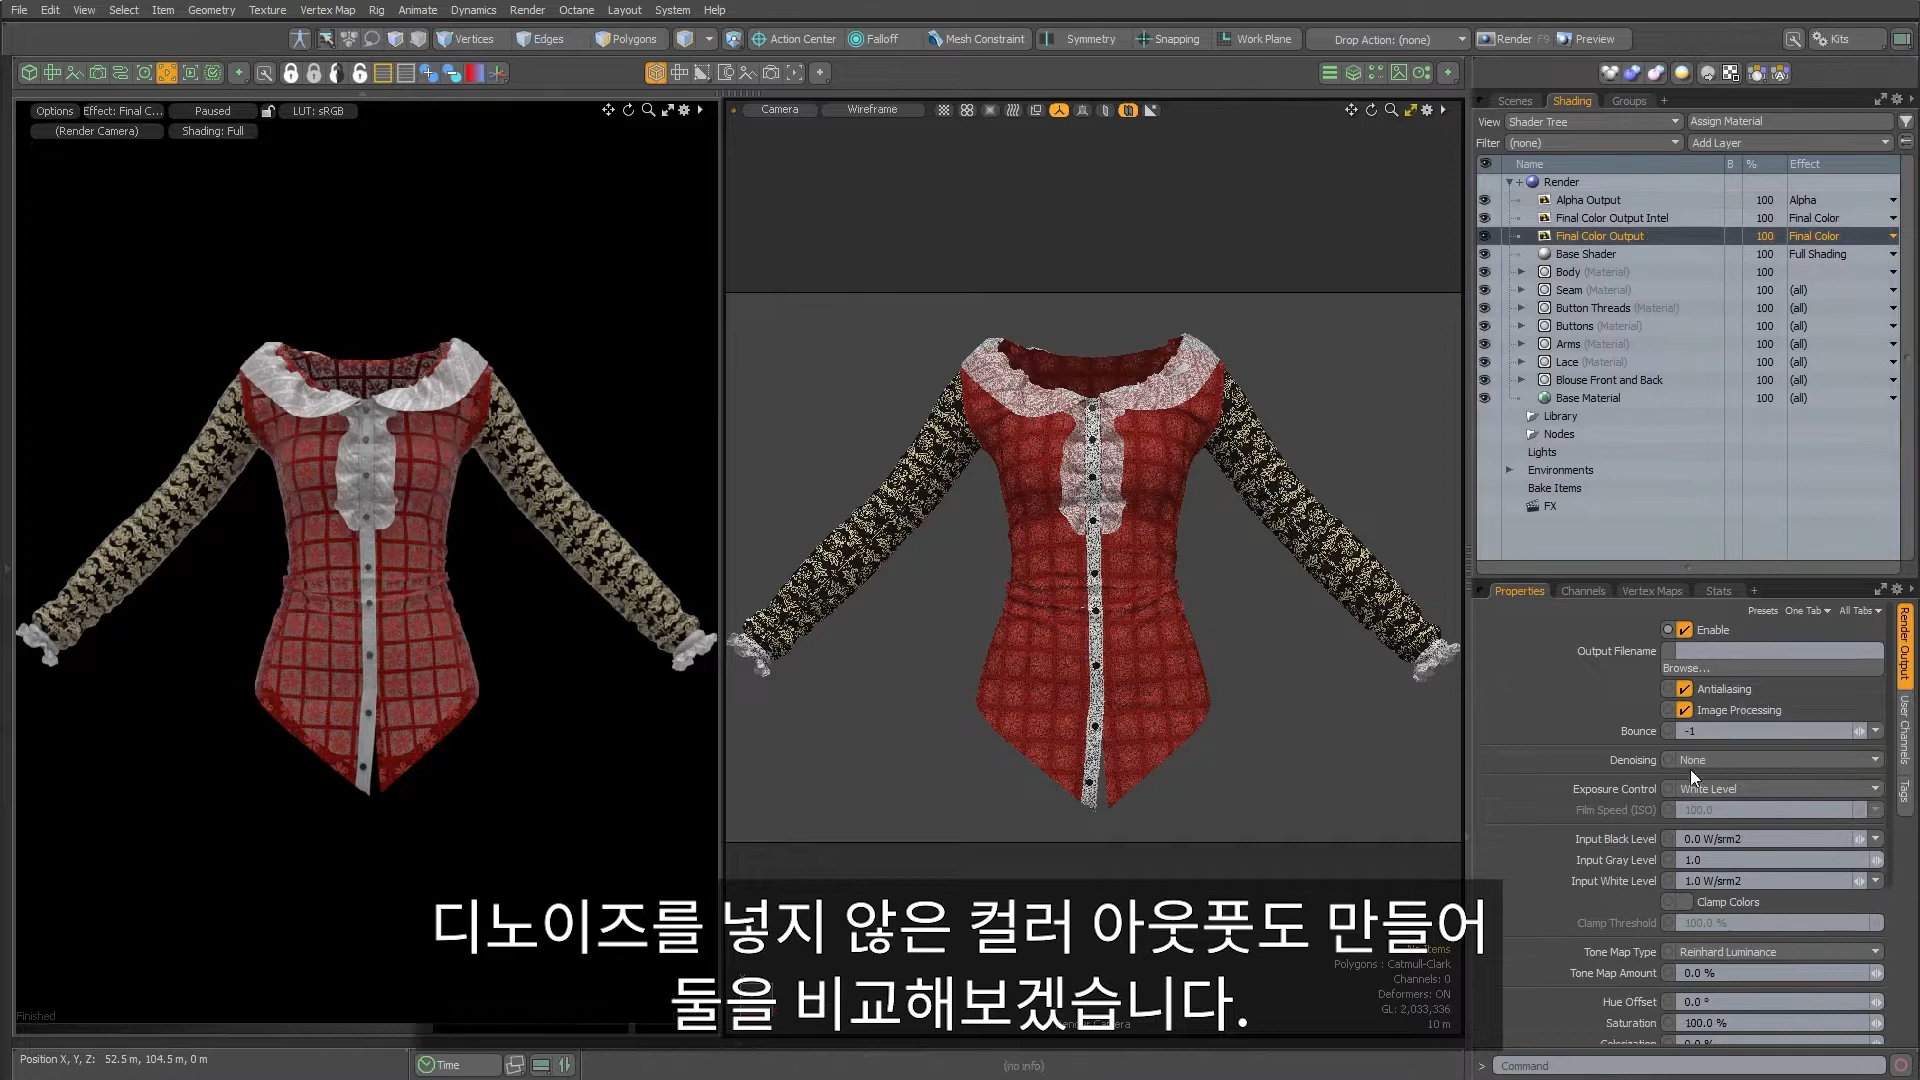 File Edit View Select Item Geometry Texture Vertex Map Rig Animate Dynamics Render Octane Layout System Help
Vertices Edges Polygons Action Center Falloff Mesh Constraint Symmetry Snapping Work Plane Drop Action: (none) Render F9 Preview Kits
Options Effect: Final C... Paused LUT: sRGB
(Render Camera) Shading: Full
Camera Wireframe
Scenes Shading Groups +
View Shader Tree Assign Material
Filter (none) Add Layer
Name B % Effect
Render
Alpha Output 100 Alpha
Final Color Output Intel 100 Final Color
Final Color Output 100 Final Color
Base Shader 100 Full Shading
Body (Material) 100
Seam (Material) 100 (all)
Button Threads (Material) 100 (all)
Buttons (Material) 100 (all)
Arms (Material) 100 (all)
Lace (Material) 100 (all)
Blouse Front and Back 100 (all)
Base Material 100 (all)
Library
Nodes
Lights
Environments
Bake Items
FX
Properties Channels Vertex Maps Stats +
Presets One Tab All Tabs
Enable
Output Filename
Browse...
Antialiasing
Image Processing
Bounce -1
Denoising None
Exposure Control White Level
Film Speed (ISO) 100.0
Input Black Level 0.0 W/srm2
Input Gray Level 1.0
Input White Level 1.0 W/srm2
Clamp Colors
Clamp Threshold 100.0 %
Tone Map Type Reinhard Luminance
Tone Map Amount 0.0 %
Hue Offset 0.0 °
Saturation 100.0 %
Render Output
User Channels
Tags
Items
Polygons : Catmull-Clark
Channels: 0
Deformers: ON
GL: 2,033,336
10 m
디노이즈를 넣지 않은 컬러 아웃풋도 만들어
둘을 비교해보겠습니다.
Finished
Position X, Y, Z: 52.5 m, 104.5 m, 0 m
Time
(no info)
> Command